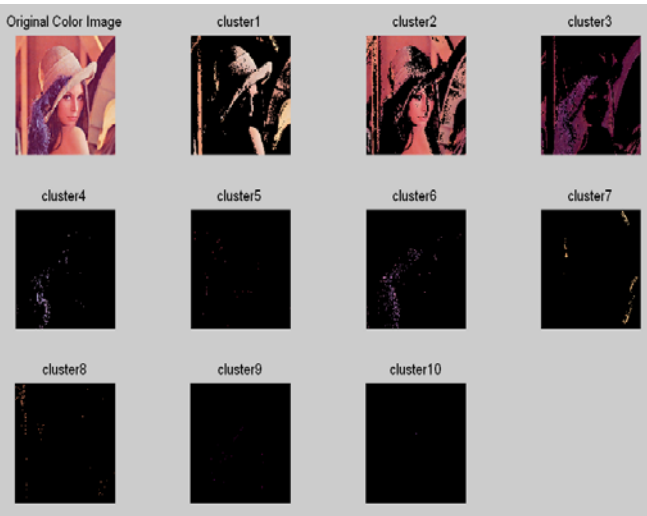 Original Color Image
cluster1
cluster2
cluster3
cluster4
cluster5
cluster6
cluster7
cluster8
cluster9
cluster10